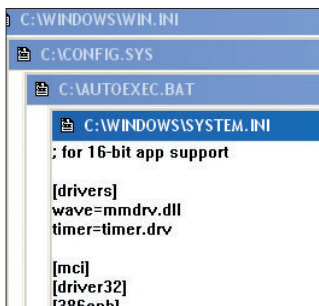 C:\WINDOWS\WIN.INI
C:\CONFIG.SYS
C:\AUTOEXEC.BAT
C:\WINDOWS\SYSTEM.INI
; for 16-bit app support
[drivers]
wave=mmdrv.dll
timer=timer.drv
[mci]
[driver32]
[386enh]